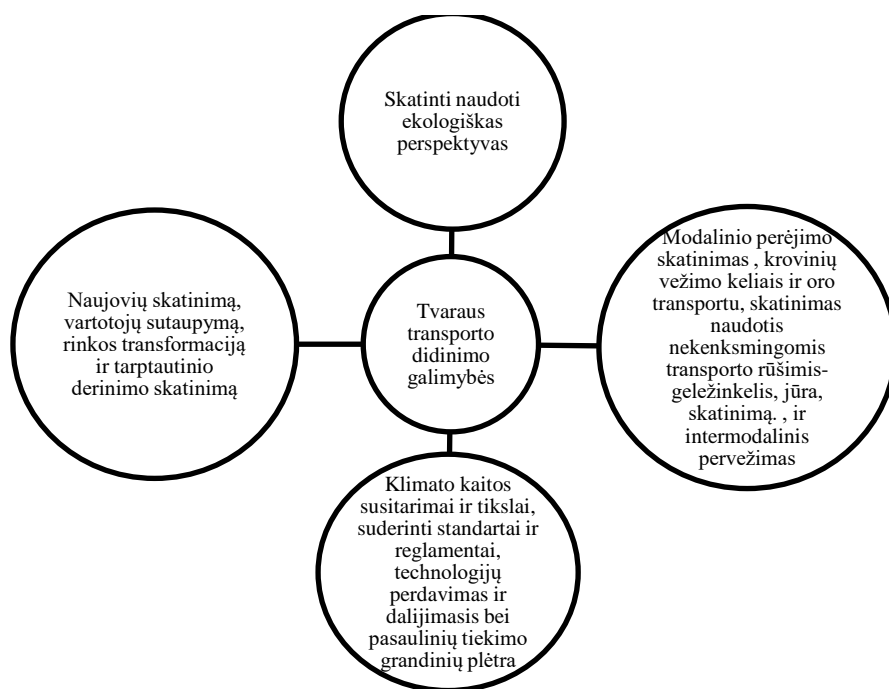 Skatinti naudoti
ekologiškas
perspektyvas
Naujovių skatinimą,
vartotojų sutaupymą,
rinkos transformaciją
ir tarptautinio
derinimo skatinimą
Tvaraus
transporto
didinimo
galimybės
Modalinio perėjimo
skatinimas , krovinių
vežimo keliais ir oro
transportu, skatinimas
naudotis
nekenksmingomis
transporto rūšimis-
geležinkelis, jūra,
skatinimą. , ir
intermodalinis
pervežimas
Klimato kaitos
susitarimai ir tikslai,
suderinti standartai ir
reglamentai,
technologijų
perdavimas ir
dalijimasis bei
pasaulinių tiekimo
grandinių plėtra